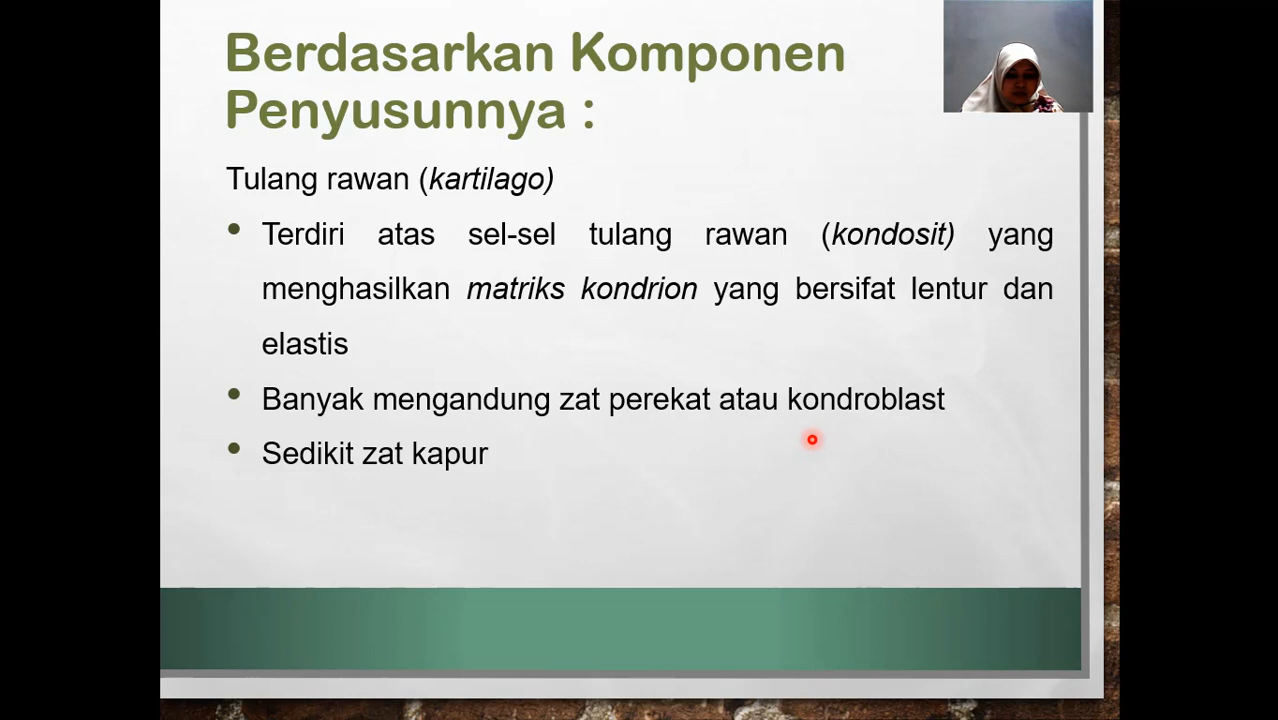 Berdasarkan Komponen
Penyusunnya :
Tulang rawan (kartilago)
• Terdiri atas sel-sel tulang rawan (kondosit) yang
menghasilkan matriks kondrion yang bersifat lentur dan
elastis
• Banyak mengandung zat perekat atau kondroblast
• Sedikit zat kapur